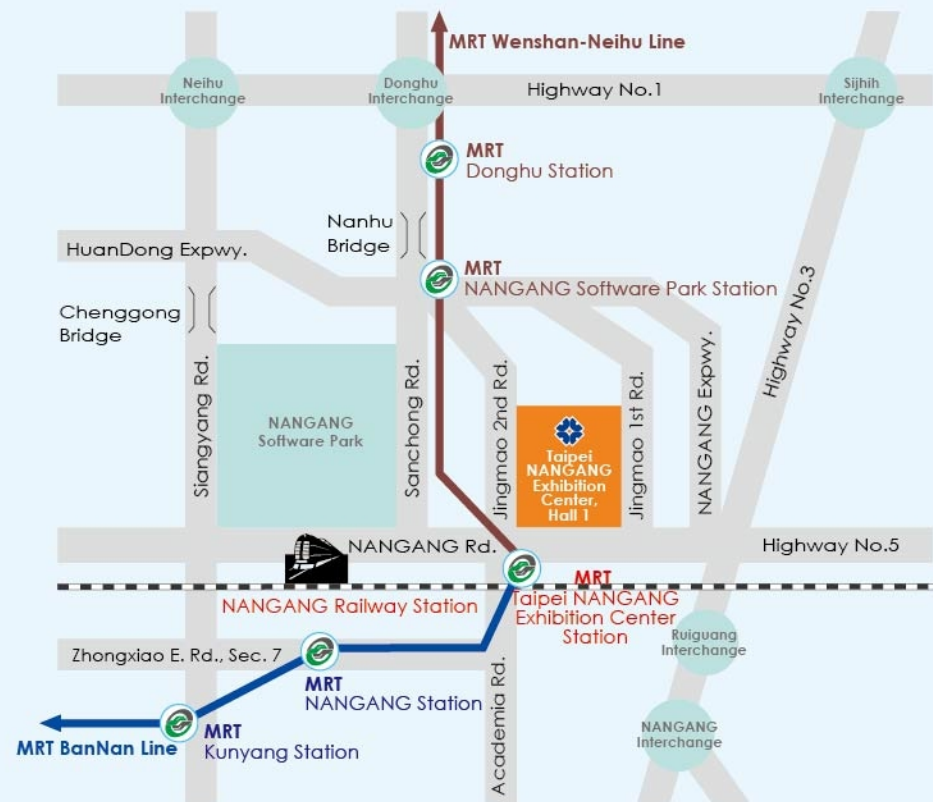 MRT Wenshan-Neihu Line
Neihu
Interchange
Donghu
Interchange
Highway No.1
Sijhih
Interchange
MRT
Donghu Station
Nanhu
Bridge
HuanDong Expwy.
MRT
NANGANG Software Park Station
Chenggong
Bridge
Highway No.3
Siangyang Rd.
NANGANG
Software Park
Sanchong Rd.
Jingmao 2nd Rd.
Taipei
NANGANG
Exhibition
Center,
Hall 1
Jingmao 1st Rd.
NANGANG Expwy.
NANGANG Rd.
Highway No.5
NANGANG Railway Station
MRT
Taipei NANGANG
Exhibition Center
Station
Ruiguang
Interchange
Zhongxiao E. Rd., Sec. 7
MRT
NANGANG Station
Academia Rd.
NANGANG
Interchange
MRT BanNan Line
MRT
Kunyang Station